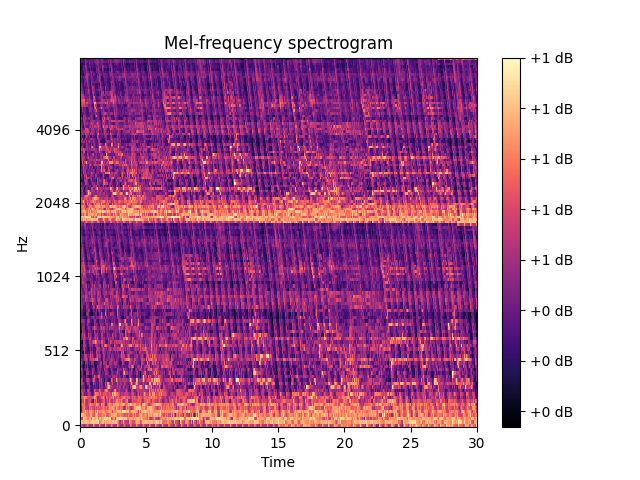 Mel-frequency spectrogram
Hz
4096
2048
1024
512
0
0 5 10 15 20 25 30
Time
+1 dB
+1 dB
+1 dB
+1 dB
+1 dB
+0 dB
+0 dB
+0 dB